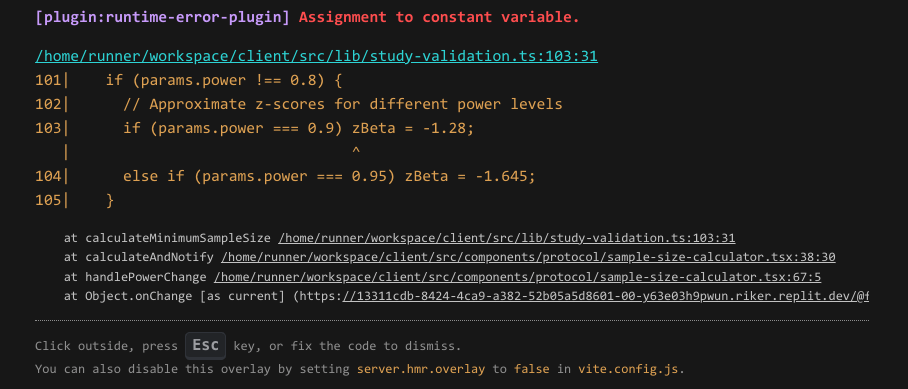 [plugin:runtime-error-plugin] Assignment to constant variable.
/home/runner/workspace/client/src/lib/study-validation.ts:103:31
101|    if (params.power !== 0.8) {
102|      // Approximate z-scores for different power levels
103|      if (params.power === 0.9) zBeta = -1.28;
   |                                ^
104|      else if (params.power === 0.95) zBeta = -1.645;
105|    }
at calculateMinimumSampleSize /home/runner/workspace/client/src/lib/study-validation.ts:103:31
at calculateAndNotify /home/runner/workspace/client/src/components/protocol/sample-size-calculator.tsx:38:30
at handlePowerChange /home/runner/workspace/client/src/components/protocol/sample-size-calculator.tsx:67:5
at Object.onChange [as current] (https://13311cdb-8424-4ca9-a382-52b05a5d8601-00-y63e03h9pwun.riker.replit.dev/@f
Click outside, press Esc key, or fix the code to dismiss.
You can also disable this overlay by setting server.hmr.overlay to false in vite.config.js.